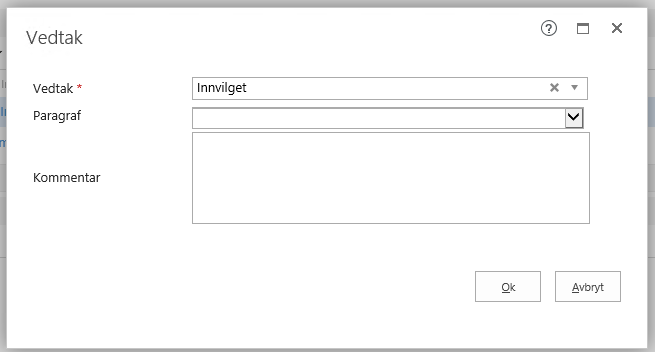 Vedtak
Vedtak *
Innvilget
Paragraf
Kommentar
Ok
Avbryt